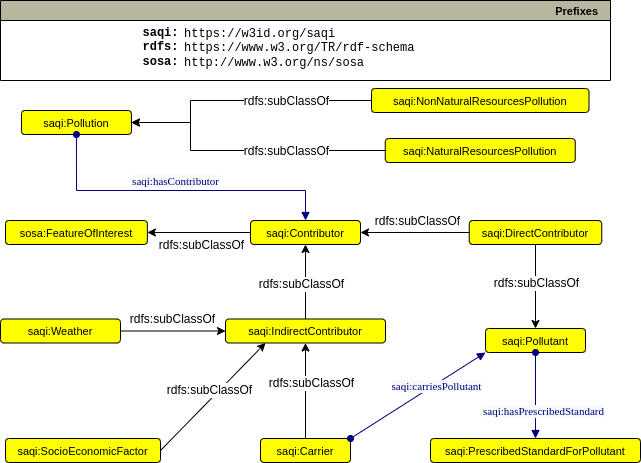 Prefixes
saqi: https://w3id.org/saqi
rdfs: https://www.w3.org/TR/rdf-schema
sosa: http://www.w3.org/ns/sosa
rdfs:subClassOf
saqi:NonNaturalResourcesPollution
saqi:Pollution
rdfs:subClassOf
saqi:NaturalResourcesPollution
saqi:hasContributor
rdfs:subClassOf
sosa:FeatureOfInterest
saqi:Contributor
saqi:DirectContributor
rdfs:subClassOf
rdfs:subClassOf
rdfs:subClassOf
rdfs:subClassOf
saqi:Weather
saqi:IndirectContributor
saqi:Pollutant
rdfs:subClassOf
rdfs:subClassOf
saqi:carriesPollutant
saqi:hasPrescribedStandard
saqi:SocioEconomicFactor
saqi:Carrier
saqi:PrescribedStandardForPollutant